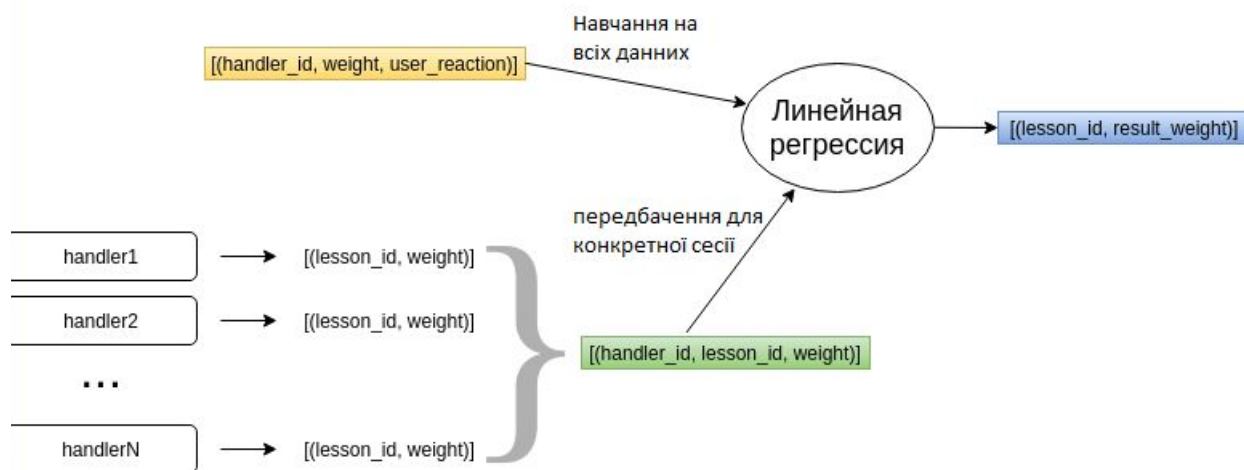 Навчання на
всіх данних
[(handler_id, weight, user_reaction)]
Линейная
регрессия
[(lesson_id, result_weight)]
передбачення для
конкретної сесії
handler1
[(lesson_id, weight)]
handler2
[(lesson_id, weight)]
[(handler_id, lesson_id, weight)]
...
handlerN
[(lesson_id, weight)]